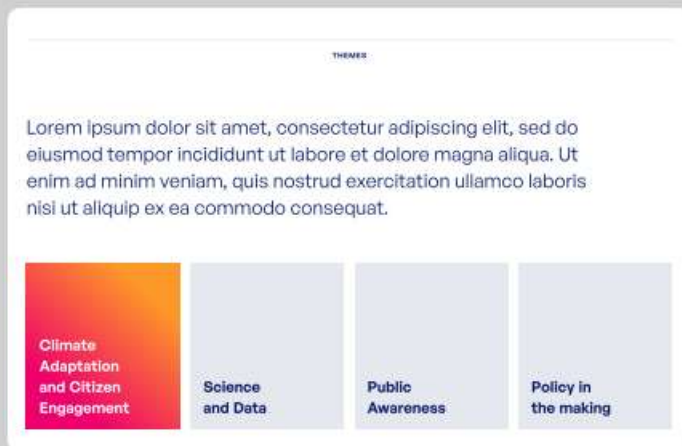 THEMES
Lorem ipsum dolor sit amet, consectetur adipiscing elit, sed do
eiusmod tempor incididunt ut labore et dolore magna aliqua. Ut
enim ad minim veniam, quis nostrud exercitation ullamco laboris
nisi ut aliquip ex ea commodo consequat.
Climate
Adaptation
and Citizen
Engagement
Science
and Data
Public
Awareness
Policy in
the making